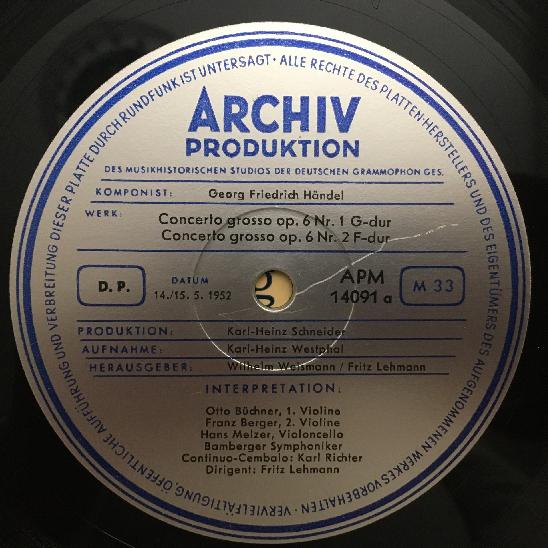 VERVIELFÄLTIGUNG, ÖFFENTLICHE AUFFÜHRUNG UND VERBREITUNG DIESER PLATTE DURCH RUNDFUNK IST UNTERSAGT · ALLE RECHTE DES PLATTEN-HERSTELLERS UND DES EIGENTÜMERS DES AUFGENOMMENEN WERKES VORBEHALTEN ·
ARCHIV
PRODUKTION
DES MUSIKHISTORISCHEN STUDIOS DER DEUTSCHEN GRAMMOPHON GES.
KOMPONIST: Georg Friedrich Händel
WERK: Concerto grosso op. 6 Nr. 1 G-dur
Concerto grosso op. 6 Nr. 2 F-dur
D. P. DATUM 14./15. 5. 1952 APM 14091 a M 33
PRODUKTION: Karl-Heinz Schneider
AUFNAHME: Karl-Heinz Westphal
HERAUSGEBER: Wilhelm Weismann / Fritz Lehmann
INTERPRETATION:
Otto Büchner, 1. Violine
Franz Berger, 2. Violine
Hans Melzer, Violoncello
Bamberger Symphoniker
Continuo-Cembalo: Karl Richter
Dirigent: Fritz Lehmann